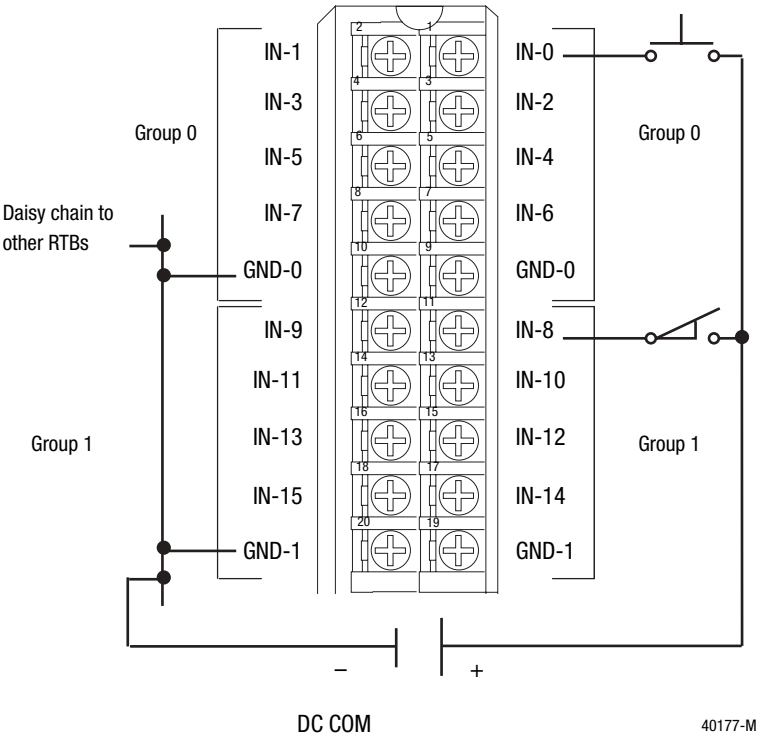 2 1
IN-1 IN-0
4 3
IN-3 IN-2
Group 0 Group 0
6 5
IN-5 IN-4
8 7
Daisy chain to
other RTBs
IN-7 IN-6
10 9
GND-0 GND-0
12 11
IN-9 IN-8
14 13
IN-11 IN-10
16 15
IN-13 IN-12
Group 1 Group 1
18 17
IN-15 IN-14
20 19
GND-1 GND-1
– +
DC COM
40177-M